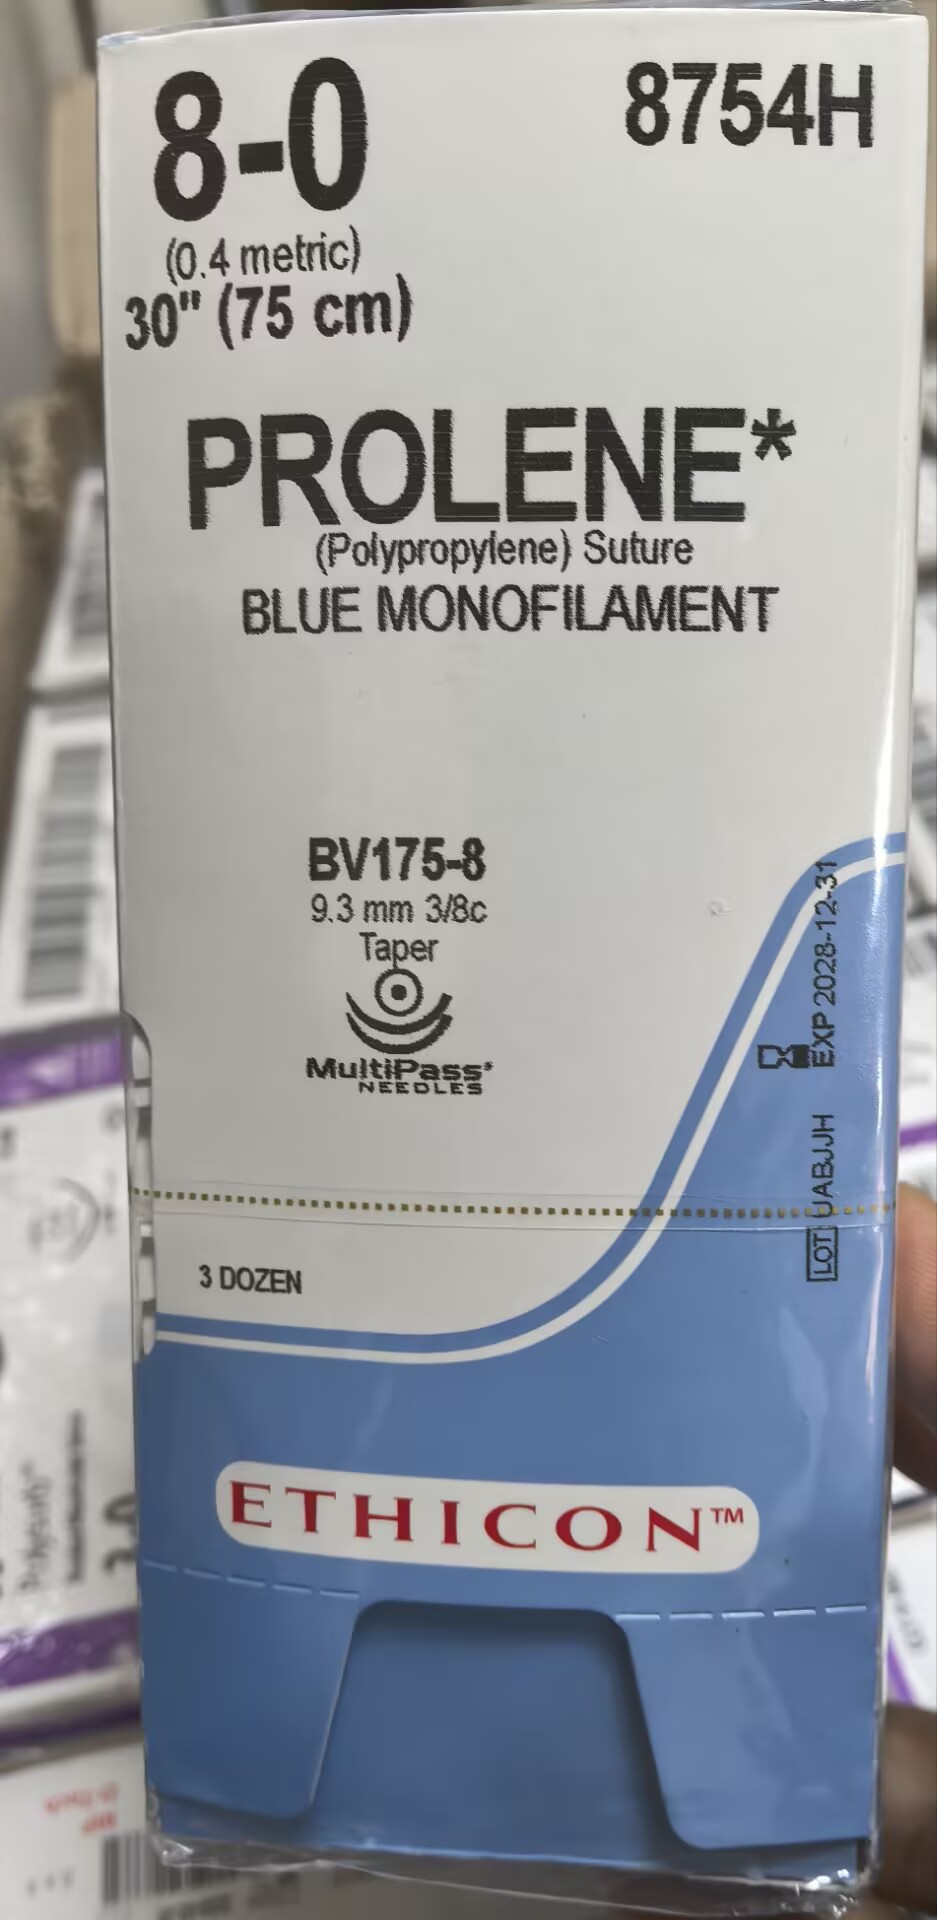 8-0
8754H
(0.4 metric)
30" (75 cm)
PROLENE*
(Polypropylene) Suture
BLUE MONOFILAMENT
BV175-8
9.3 mm 3/8c
Taper
MultiPass*
NEEDLES
EXP 2028-12-31
LOT UABJJH
3 DOZEN
ETHICON™
Polysorb™